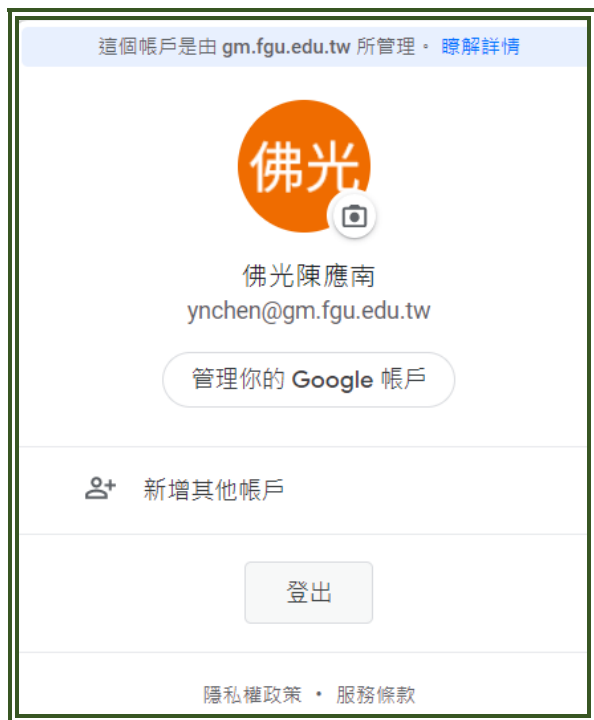 這個帳戶是由 gm.fgu.edu.tw 所管理。 瞭解詳情
佛光
佛光陳應南
ynchen@gm.fgu.edu.tw
管理你的 Google 帳戶
新增其他帳戶
登出
隱私權政策 • 服務條款